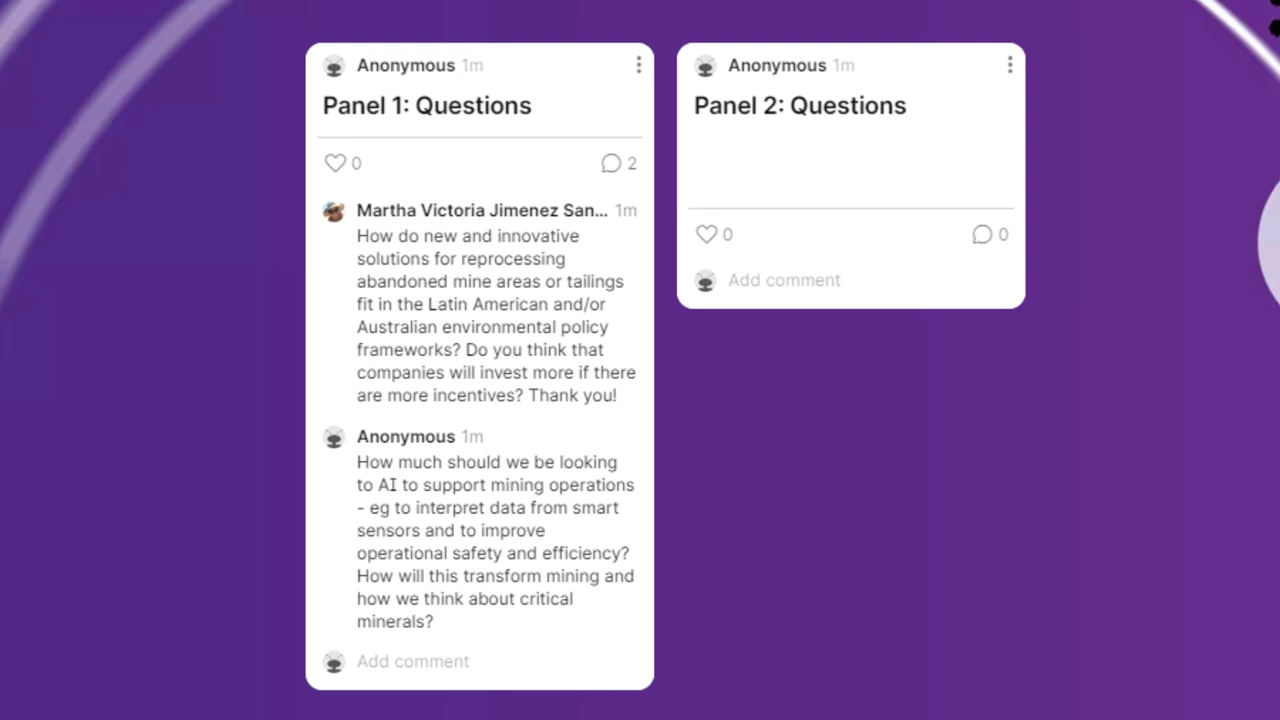 Anonymous 1m
Panel 1: Questions
0
2
Martha Victoria Jimenez San... 1m
How do new and innovative
solutions for reprocessing
abandoned mine areas or tailings
fit in the Latin American and/or
Australian environmental policy
frameworks? Do you think that
companies will invest more if there
are more incentives? Thank you!
Anonymous 1m
How much should we be looking
to AI to support mining operations
- eg to interpret data from smart
sensors and to improve
operational safety and efficiency?
How will this transform mining and
how we think about critical
minerals?
Add comment
Anonymous 1m
Panel 2: Questions
0
0
Add comment